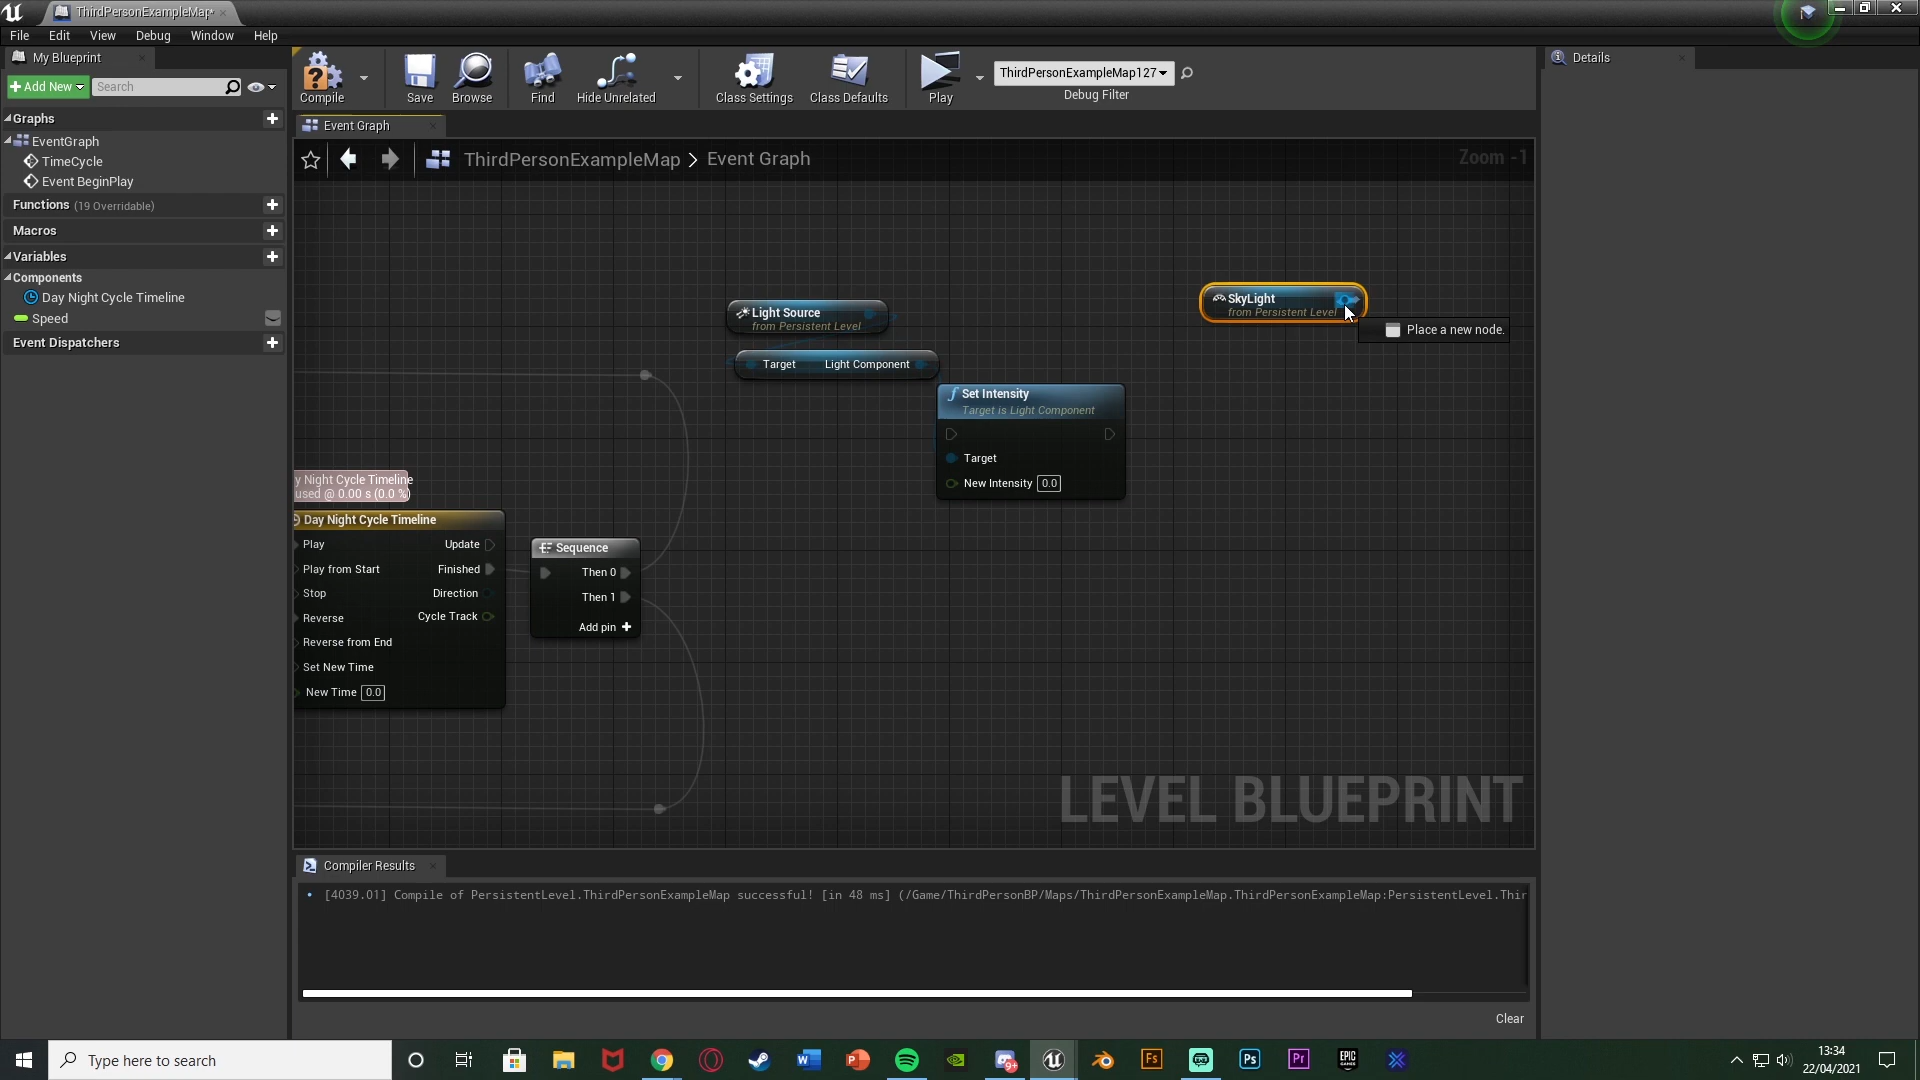 ThirdPersonExampleMap*
File Edit View Debug Window Help
My Blueprint
Add New
Search
Graphs
EventGraph
TimeCycle
Event BeginPlay
Functions (19 Overridable)
Macros
Variables
Components
Day Night Cycle Timeline
Speed
Event Dispatchers
Compile
Save
Browse
Find
Hide Unrelated
Class Settings
Class Defaults
Play
ThirdPersonExampleMap127
Debug Filter
Details
Event Graph
ThirdPersonExampleMap > Event Graph
Zoom -1
Light Source
from Persistent Level
Target Light Component
SkyLight
from Persistent Level
Place a new node.
Set Intensity
Target is Light Component
Target
New Intensity 0.0
y Night Cycle Timeline
used @ 0.00 s (0.0 %)
Day Night Cycle Timeline
Play Update
Play from Start Finished
Stop Direction
Reverse Cycle Track
Reverse from End
Set New Time
New Time 0.0
Sequence
Then 0
Then 1
Add pin
LEVEL BLUEPRINT
Compiler Results
[4039.01] Compile of PersistentLevel.ThirdPersonExampleMap successful! [in 48 ms] (/Game/ThirdPersonBP/Maps/ThirdPersonExampleMap.ThirdPersonExampleMap:PersistentLevel.Thir
Clear
Type here to search
W
P
9+
Fs
Ps
Pr
EPIC GAMES
13:34
22/04/2021